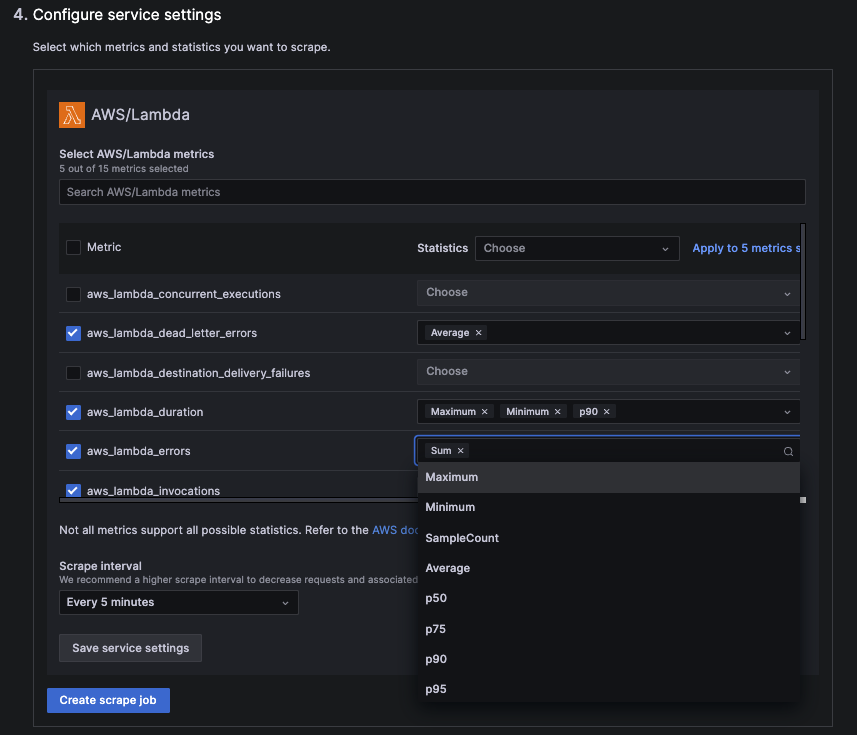 4. Configure service settings
Select which metrics and statistics you want to scrape.
AWS/Lambda
Select AWS/Lambda metrics
5 out of 15 metrics selected
Search AWS/Lambda metrics
Metric Statistics Choose Apply to 5 metrics s
aws_lambda_concurrent_executions Choose
aws_lambda_dead_letter_errors Average ×
aws_lambda_destination_delivery_failures Choose
aws_lambda_duration Maximum × Minimum × p90 ×
aws_lambda_errors Sum ×
aws_lambda_invocations
Maximum
Minimum
SampleCount
Average
p50
p75
p90
p95
Not all metrics support all possible statistics. Refer to the AWS doc
Scrape interval
We recommend a higher scrape interval to decrease requests and associated
Every 5 minutes
Save service settings
Create scrape job